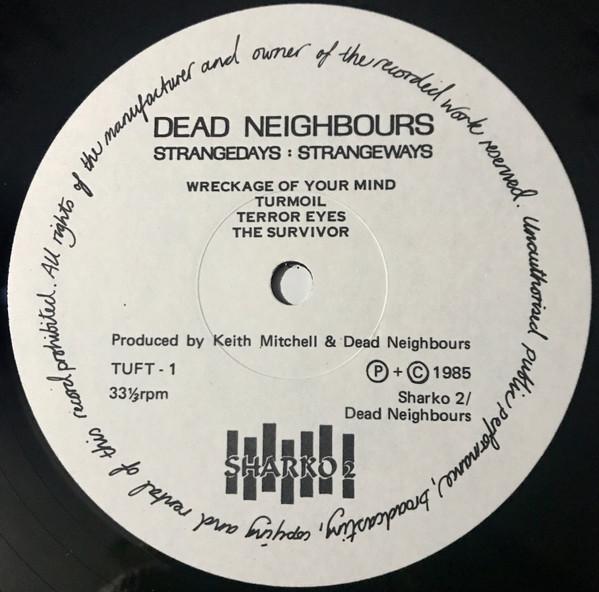 DEAD NEIGHBOURS
STRANGEDAYS : STRANGEWAYS
WRECKAGE OF YOUR MIND
TURMOIL
TERROR EYES
THE SURVIVOR
Produced by Keith Mitchell & Dead Neighbours
TUFT - 1
33⅓rpm
Ⓟ + Ⓒ 1985
Sharko 2/
Dead Neighbours
SHARKO 2
All rights of the manufacturer and owner of the recorded work reserved. Unauthorised public performance, broadcasting, copying and rental of this record prohibited.